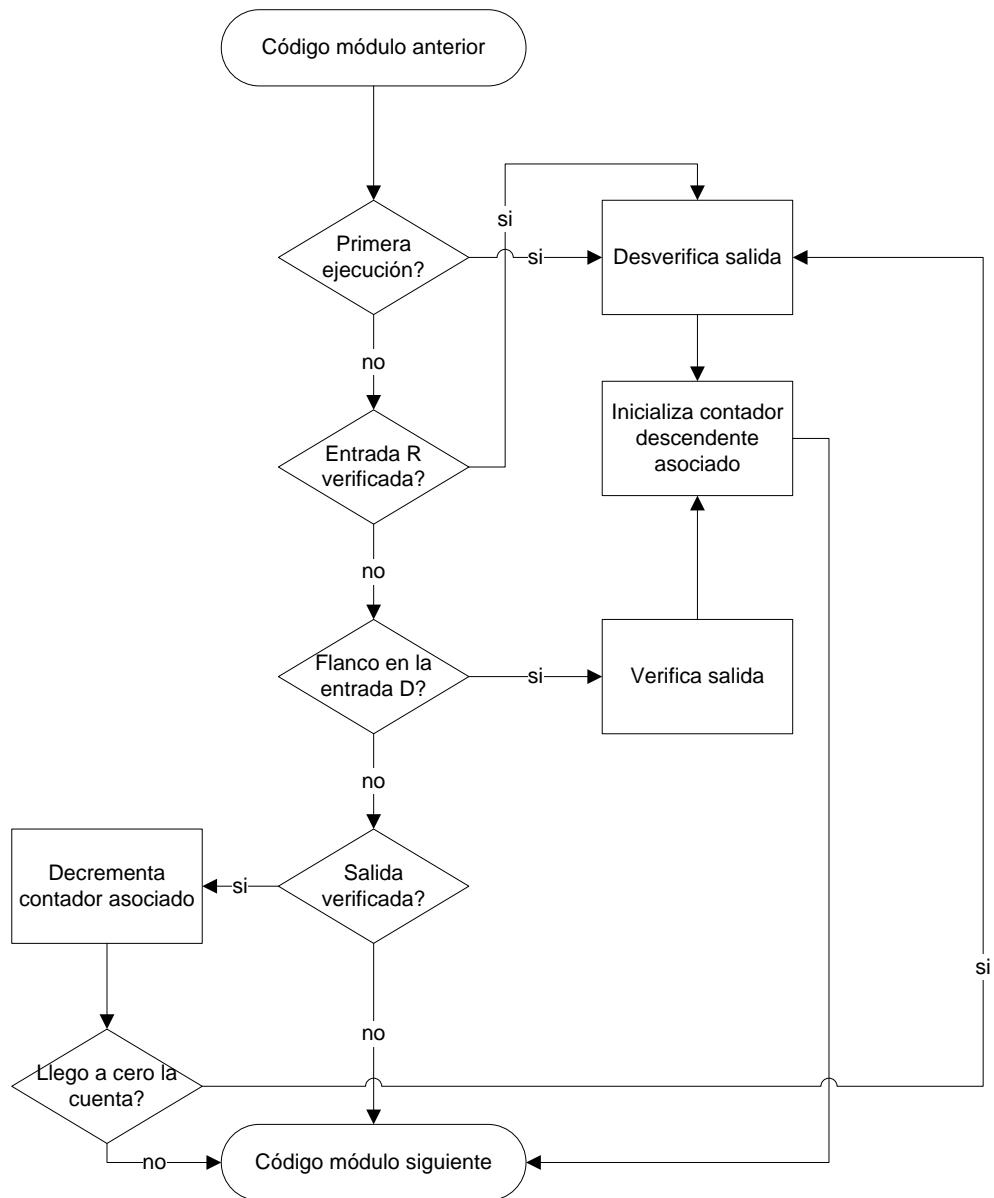 Código módulo anterior
Primera
ejecución?
si
si
Desverifica salida
no
Entrada R
verificada?
Inicializa contador
descendente
asociado
no
Flanco en la
entrada D?
si
Verifica salida
no
Salida
verificada?
si
Decrementa
contador asociado
si
no
Llego a cero la
cuenta?
no
Código módulo siguiente